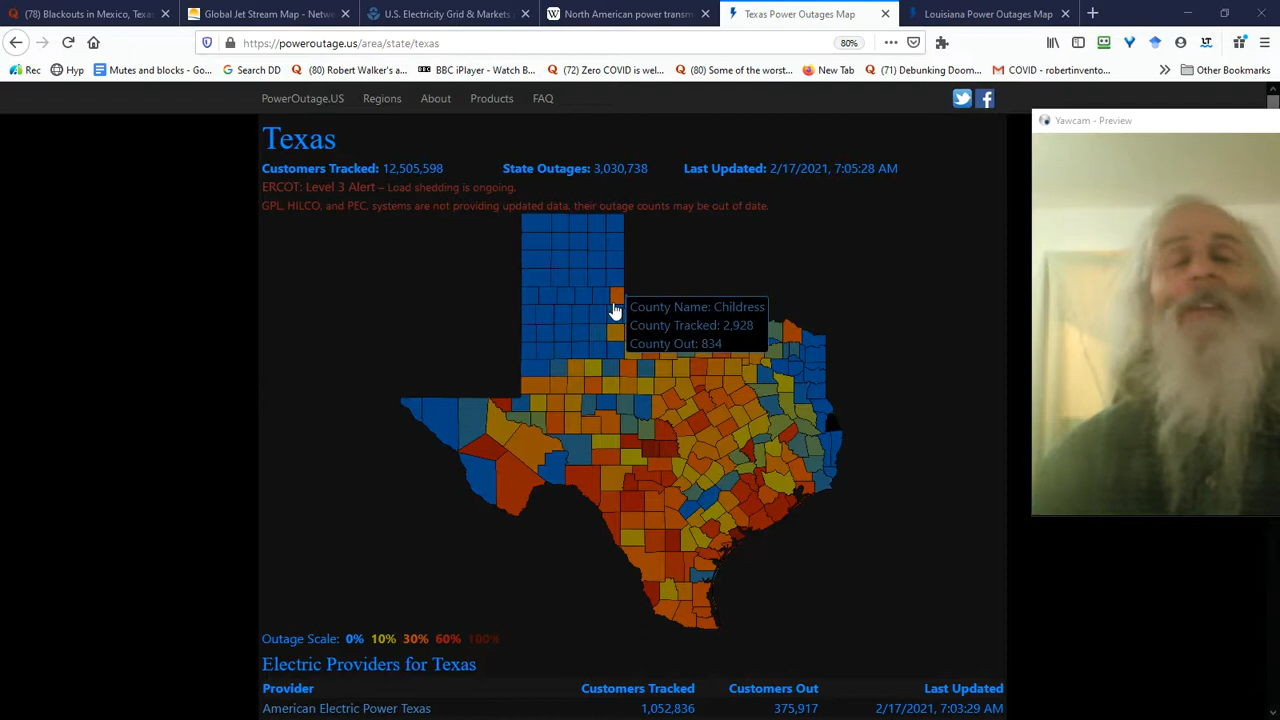 (78) Blackouts in Mexico, Texas
Global Jet Stream Map - Netwe
U.S. Electricity Grid & Markets
North American power transm
Texas Power Outages Map
Louisiana Power Outages Map
https://poweroutage.us/area/state/texas
80%
Rec
Hyp
Mutes and blocks - Go...
Search DD
(80) Robert Walker's a...
BBC iPlayer - Watch B...
(72) Zero COVID is wel...
(80) Some of the worst...
New Tab
(71) Debunking Doom...
COVID - robertinvento...
Other Bookmarks
PowerOutage.US
Regions
About
Products
FAQ
Yawcam - Preview
Texas
Customers Tracked: 12,505,598
State Outages: 3,030,738
Last Updated: 2/17/2021, 7:05:28 AM
ERCOT: Level 3 Alert – Load shedding is ongoing.
GPL, HILCO, and PEC, systems are not providing updated data, their outage counts may be out of date.
County Name: Childress
County Tracked: 2,928
County Out: 834
Outage Scale: 0% 10% 30% 60% 100%
Electric Providers for Texas
Provider
Customers Tracked
Customers Out
Last Updated
American Electric Power Texas
1,052,836
375,917
2/17/2021, 7:03:29 AM